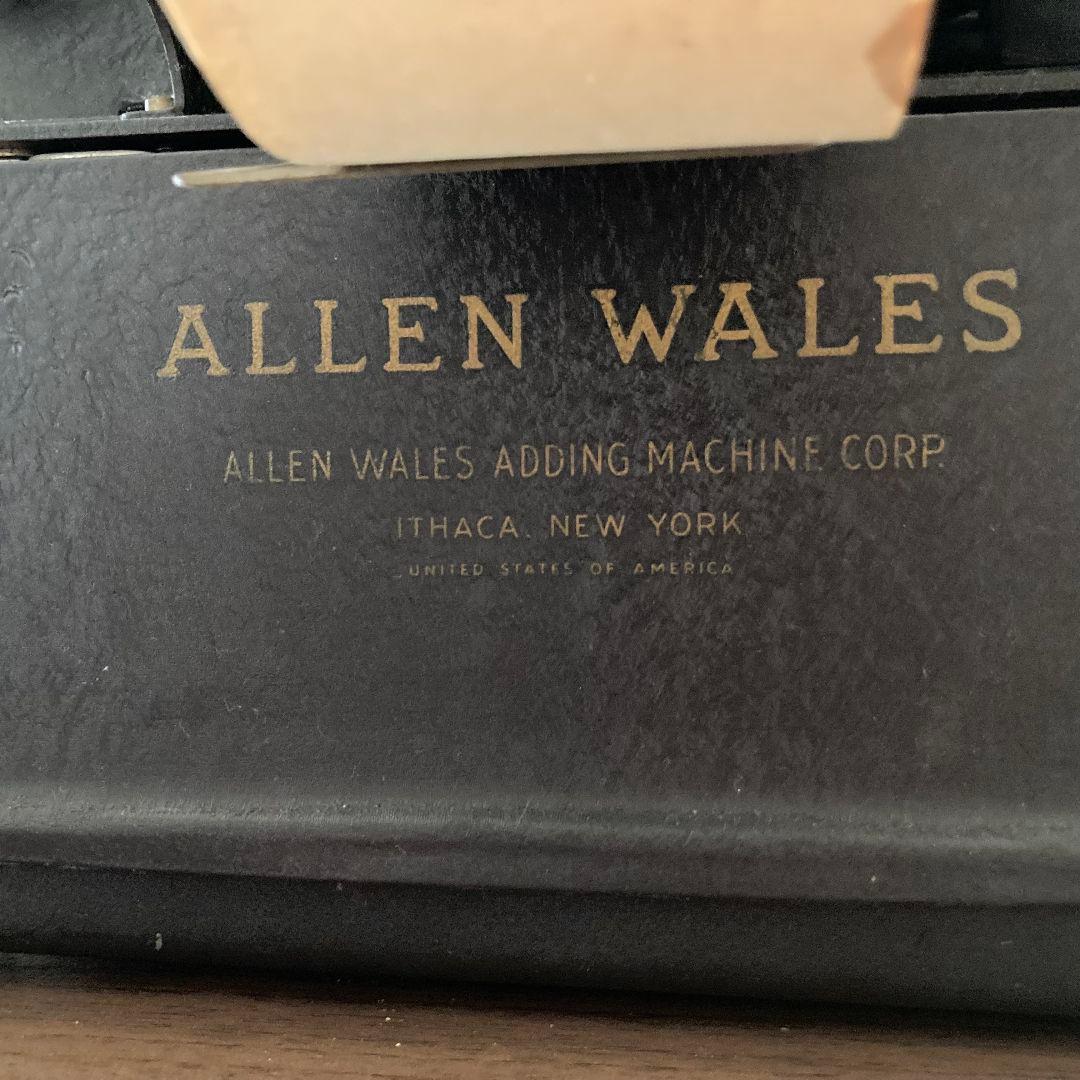 ALLEN WALES
ALLEN WALES ADDING MACHINE CORP.
ITHACA. NEW YORK
UNITED STATES OF AMERICA